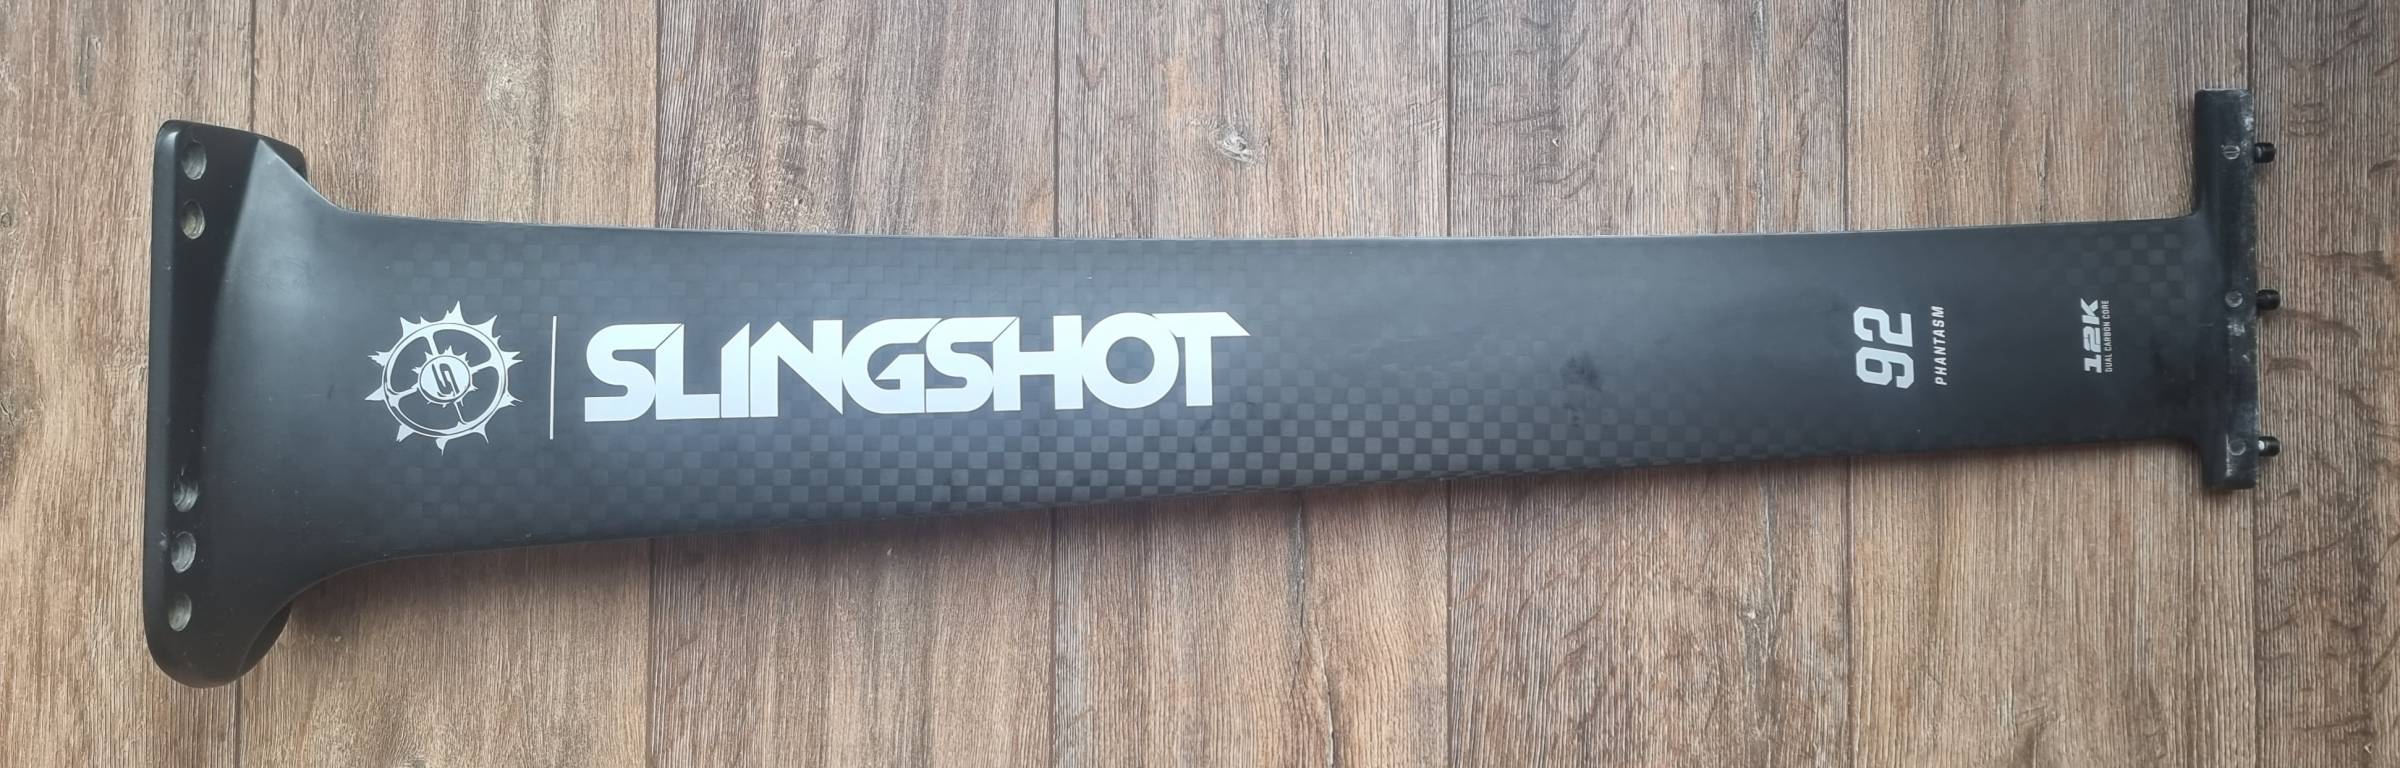 S
SLINGSHOT
92
PHANTASM
12K
DUAL CARBON CORE